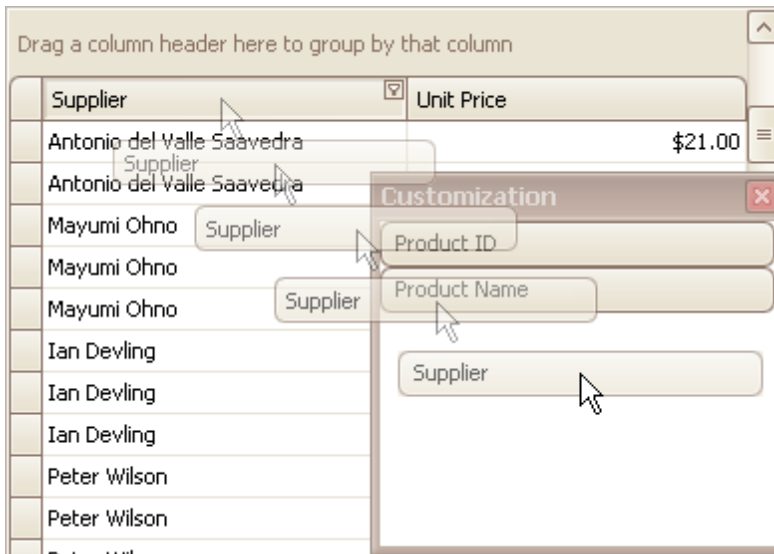 Drag a column header here to group by that column
Supplier
Unit Price
Antonio del Valle Saavedra
$21.00
Supplier
Antonio del Valle Saavedra
Customization
Mayumi Ohno
Supplier
Product ID
Mayumi Ohno
Product Name
Mayumi Ohno
Supplier
Ian Devling
Supplier
Ian Devling
Ian Devling
Peter Wilson
Peter Wilson